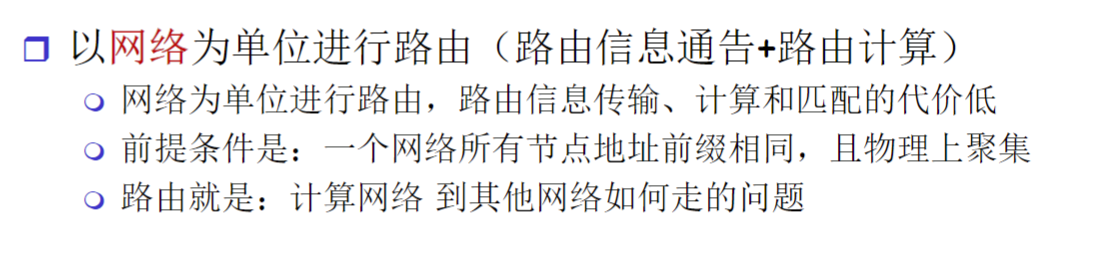 以网络为单位进行路由（路由信息通告+路由计算）
网络为单位进行路由，路由信息传输、计算和匹配的代价低
前提条件是：一个网络所有节点地址前缀相同，且物理上聚集
路由就是：计算网络 到其他网络如何走的问题